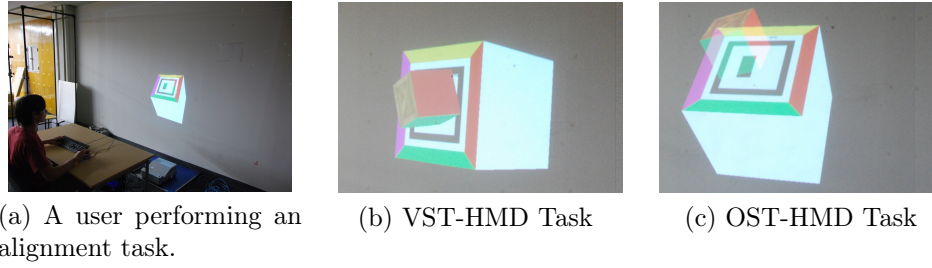 (a) A user performing an
alignment task.
(b) VST-HMD Task
(c) OST-HMD Task